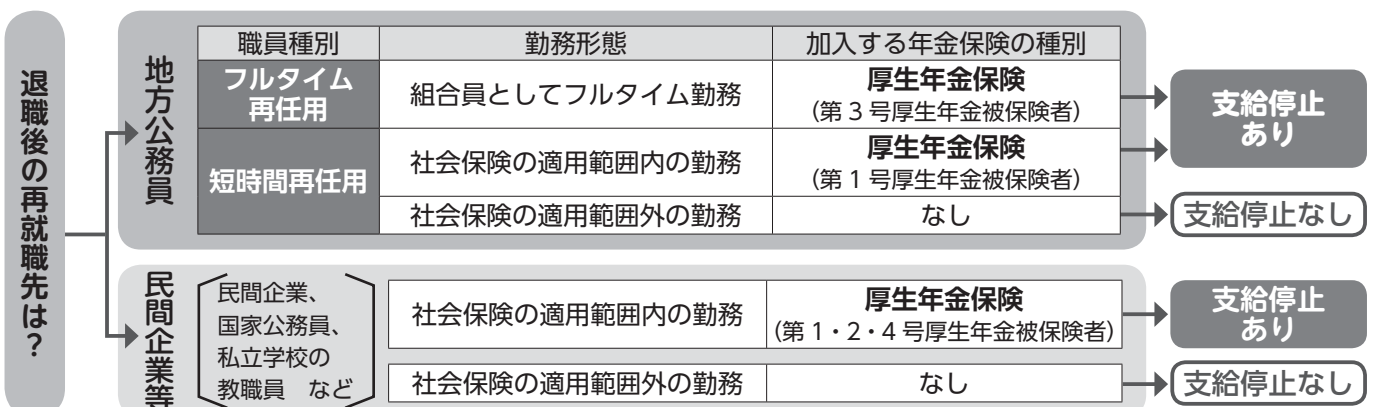 退職後の再就職先は？
地方公務員
職員種別 勤務形態 加入する年金保険の種別
フルタイム
再任用
組合員としてフルタイム勤務
厚生年金保険
（第３号厚生年金被保険者）
支給停止
あり
短時間再任用
社会保険の適用範囲内の勤務
厚生年金保険
（第１号厚生年金被保険者）
社会保険の適用範囲外の勤務 なし
支給停止なし
民間企業等
民間企業、
国家公務員、
私立学校の
教職員　など
社会保険の適用範囲内の勤務
厚生年金保険
（第１・２・４号厚生年金被保険者）
支給停止
あり
社会保険の適用範囲外の勤務 なし
支給停止なし